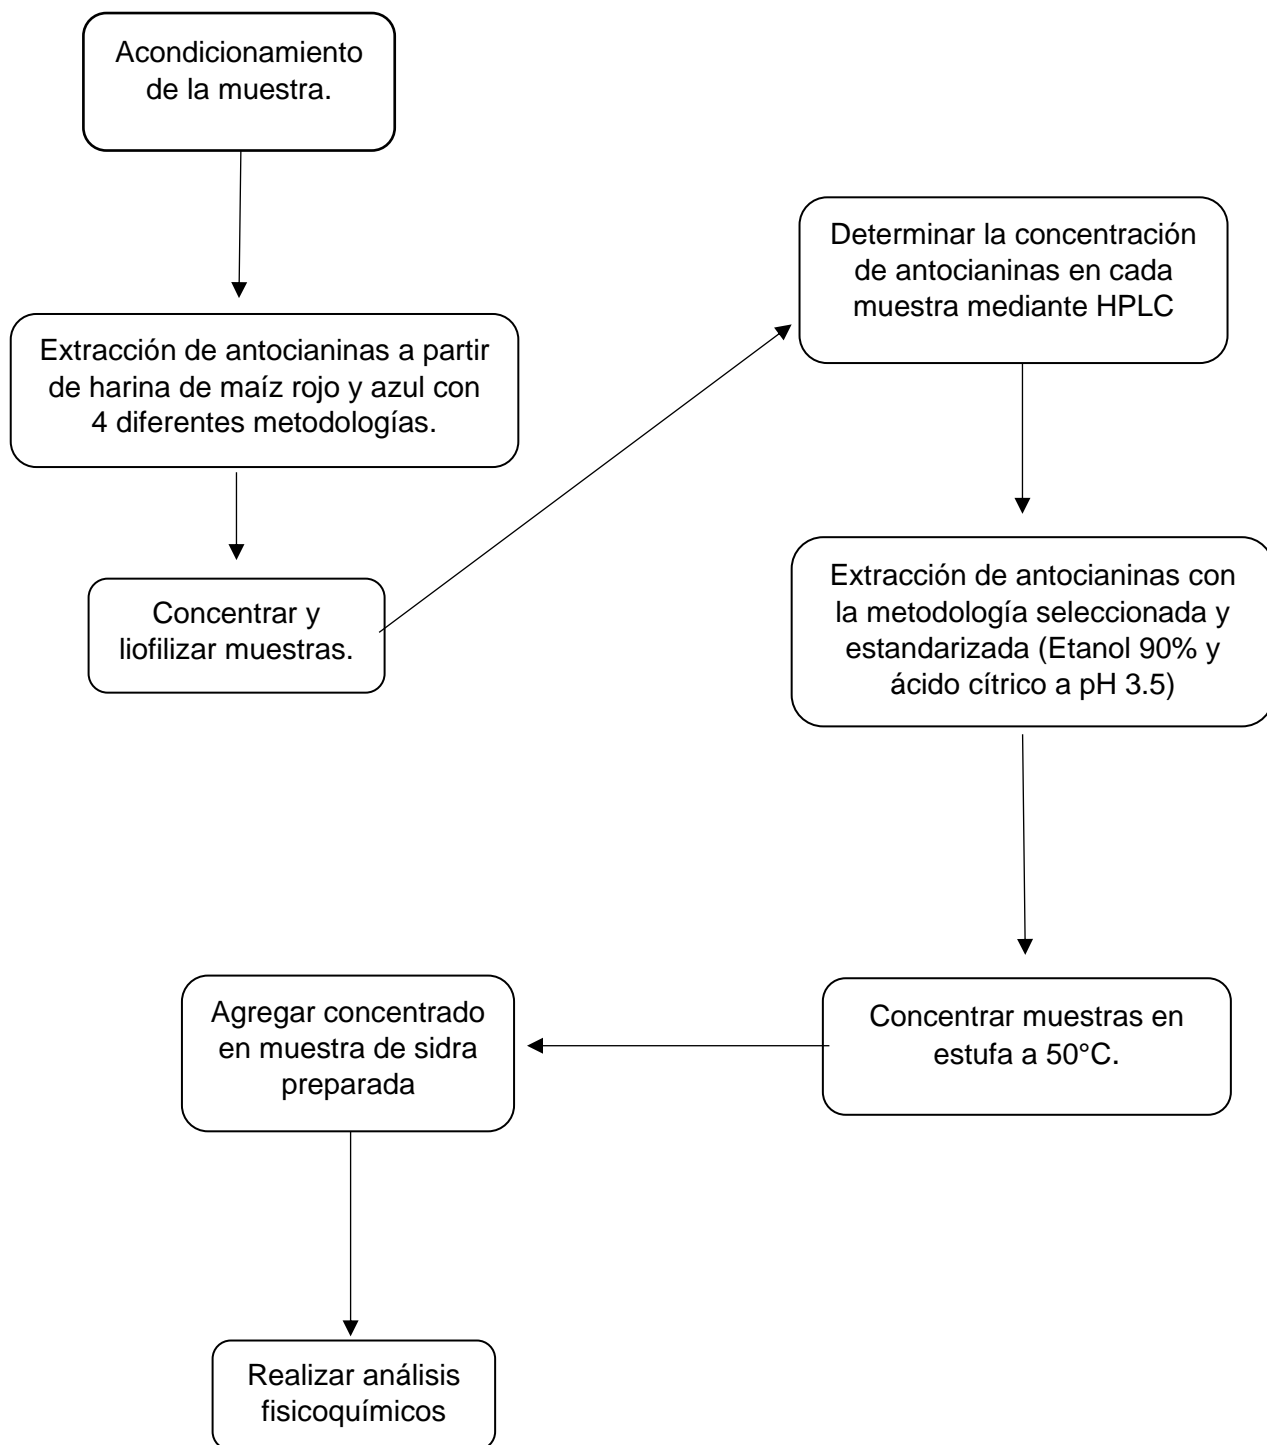 Acondicionamiento
de la muestra.
Extracción de antocianinas a partir
de harina de maíz rojo y azul con
4 diferentes metodologías.
Concentrar y
liofilizar muestras.
Determinar la concentración
de antocianinas en cada
muestra mediante HPLC
Extracción de antocianinas con
la metodología seleccionada y
estandarizada (Etanol 90% y
ácido cítrico a pH 3.5)
Concentrar muestras en
estufa a 50°C.
Agregar concentrado
en muestra de sidra
preparada
Realizar análisis
fisicoquímicos